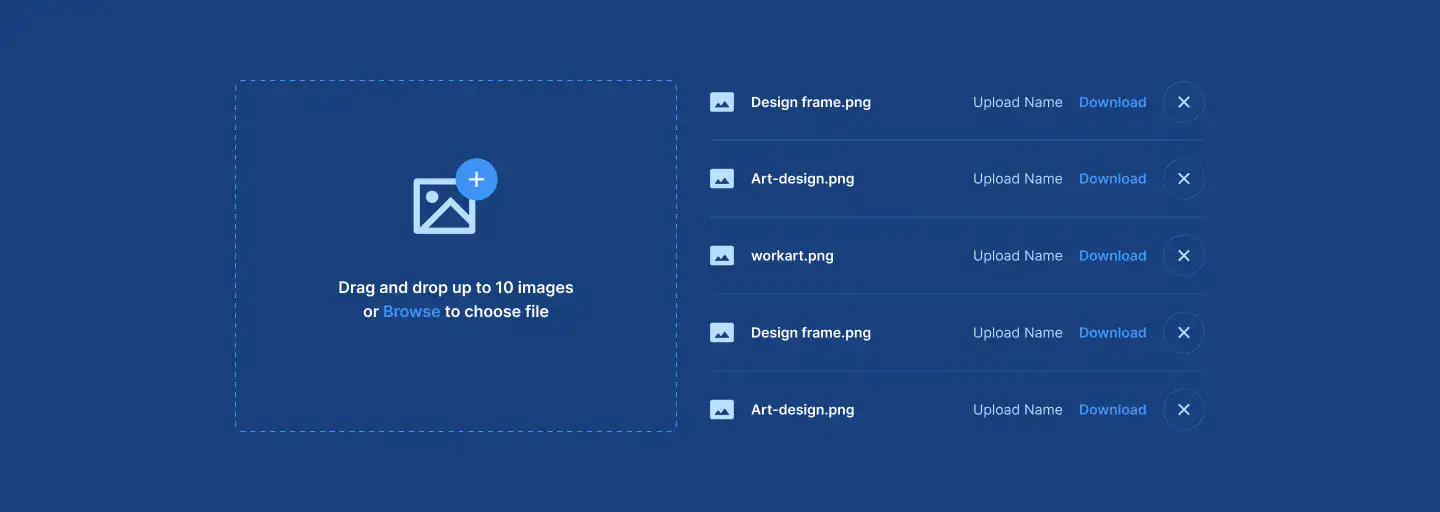 Drag and drop up to 10 images
or Browse to choose file
Design frame.png Upload Name Download
Art-design.png Upload Name Download
workart.png Upload Name Download
Design frame.png Upload Name Download
Art-design.png Upload Name Download